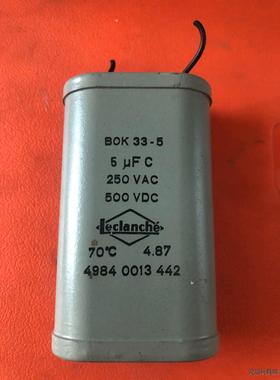 BOK 33-5
5 µF C
250 VAC
500 VDC
Leclanché
70°C 4.87
4984 0013 442